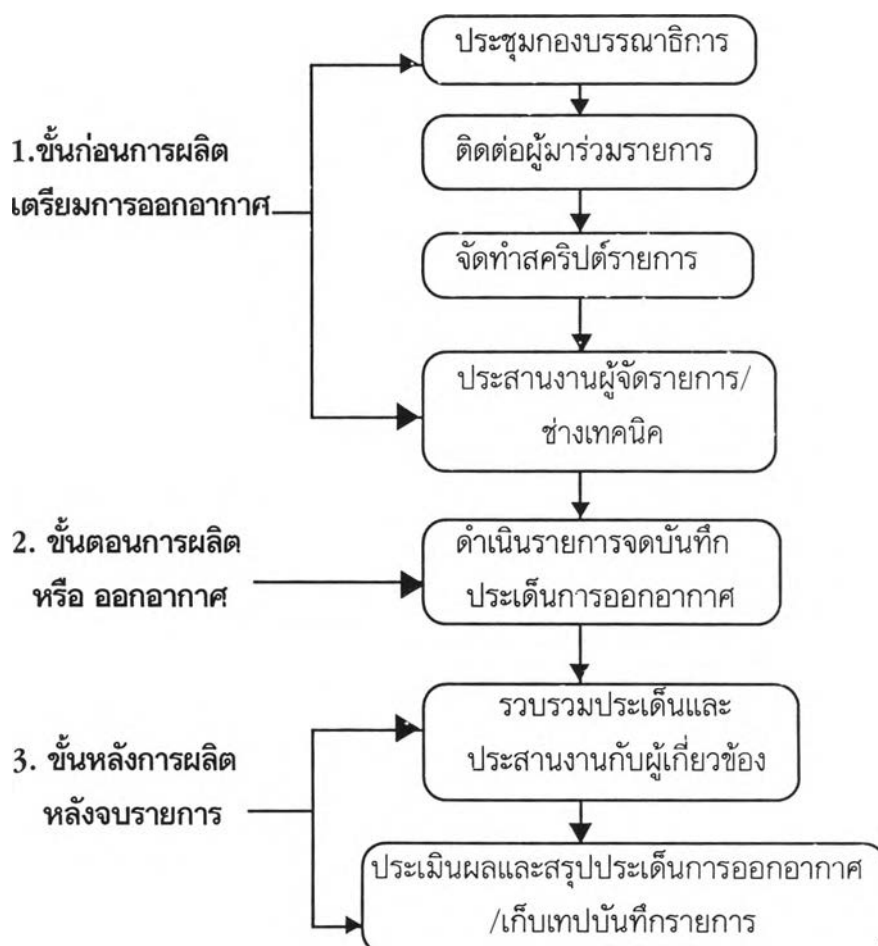 ประชุมกองบรรณาธิการ
1.ขั้นก่อนการผลิต
เตรียมการออกอากาศ
ติดต่อผู้มาร่วมรายการ
จัดทำสคริปต์รายการ
ประสานงานผู้จัดรายการ/
ช่างเทคนิค
2. ขั้นตอนการผลิต
หรือ ออกอากาศ
ดำเนินรายการจดบันทึก
ประเด็นการออกอากาศ
3. ขั้นหลังการผลิต
หลังจบรายการ
รวบรวมประเด็นและ
ประสานงานกับผู้เกี่ยวข้อง
ประเมินผลและสรุปประเด็นการออกอากาศ
/เก็บเทปบันทึกรายการ